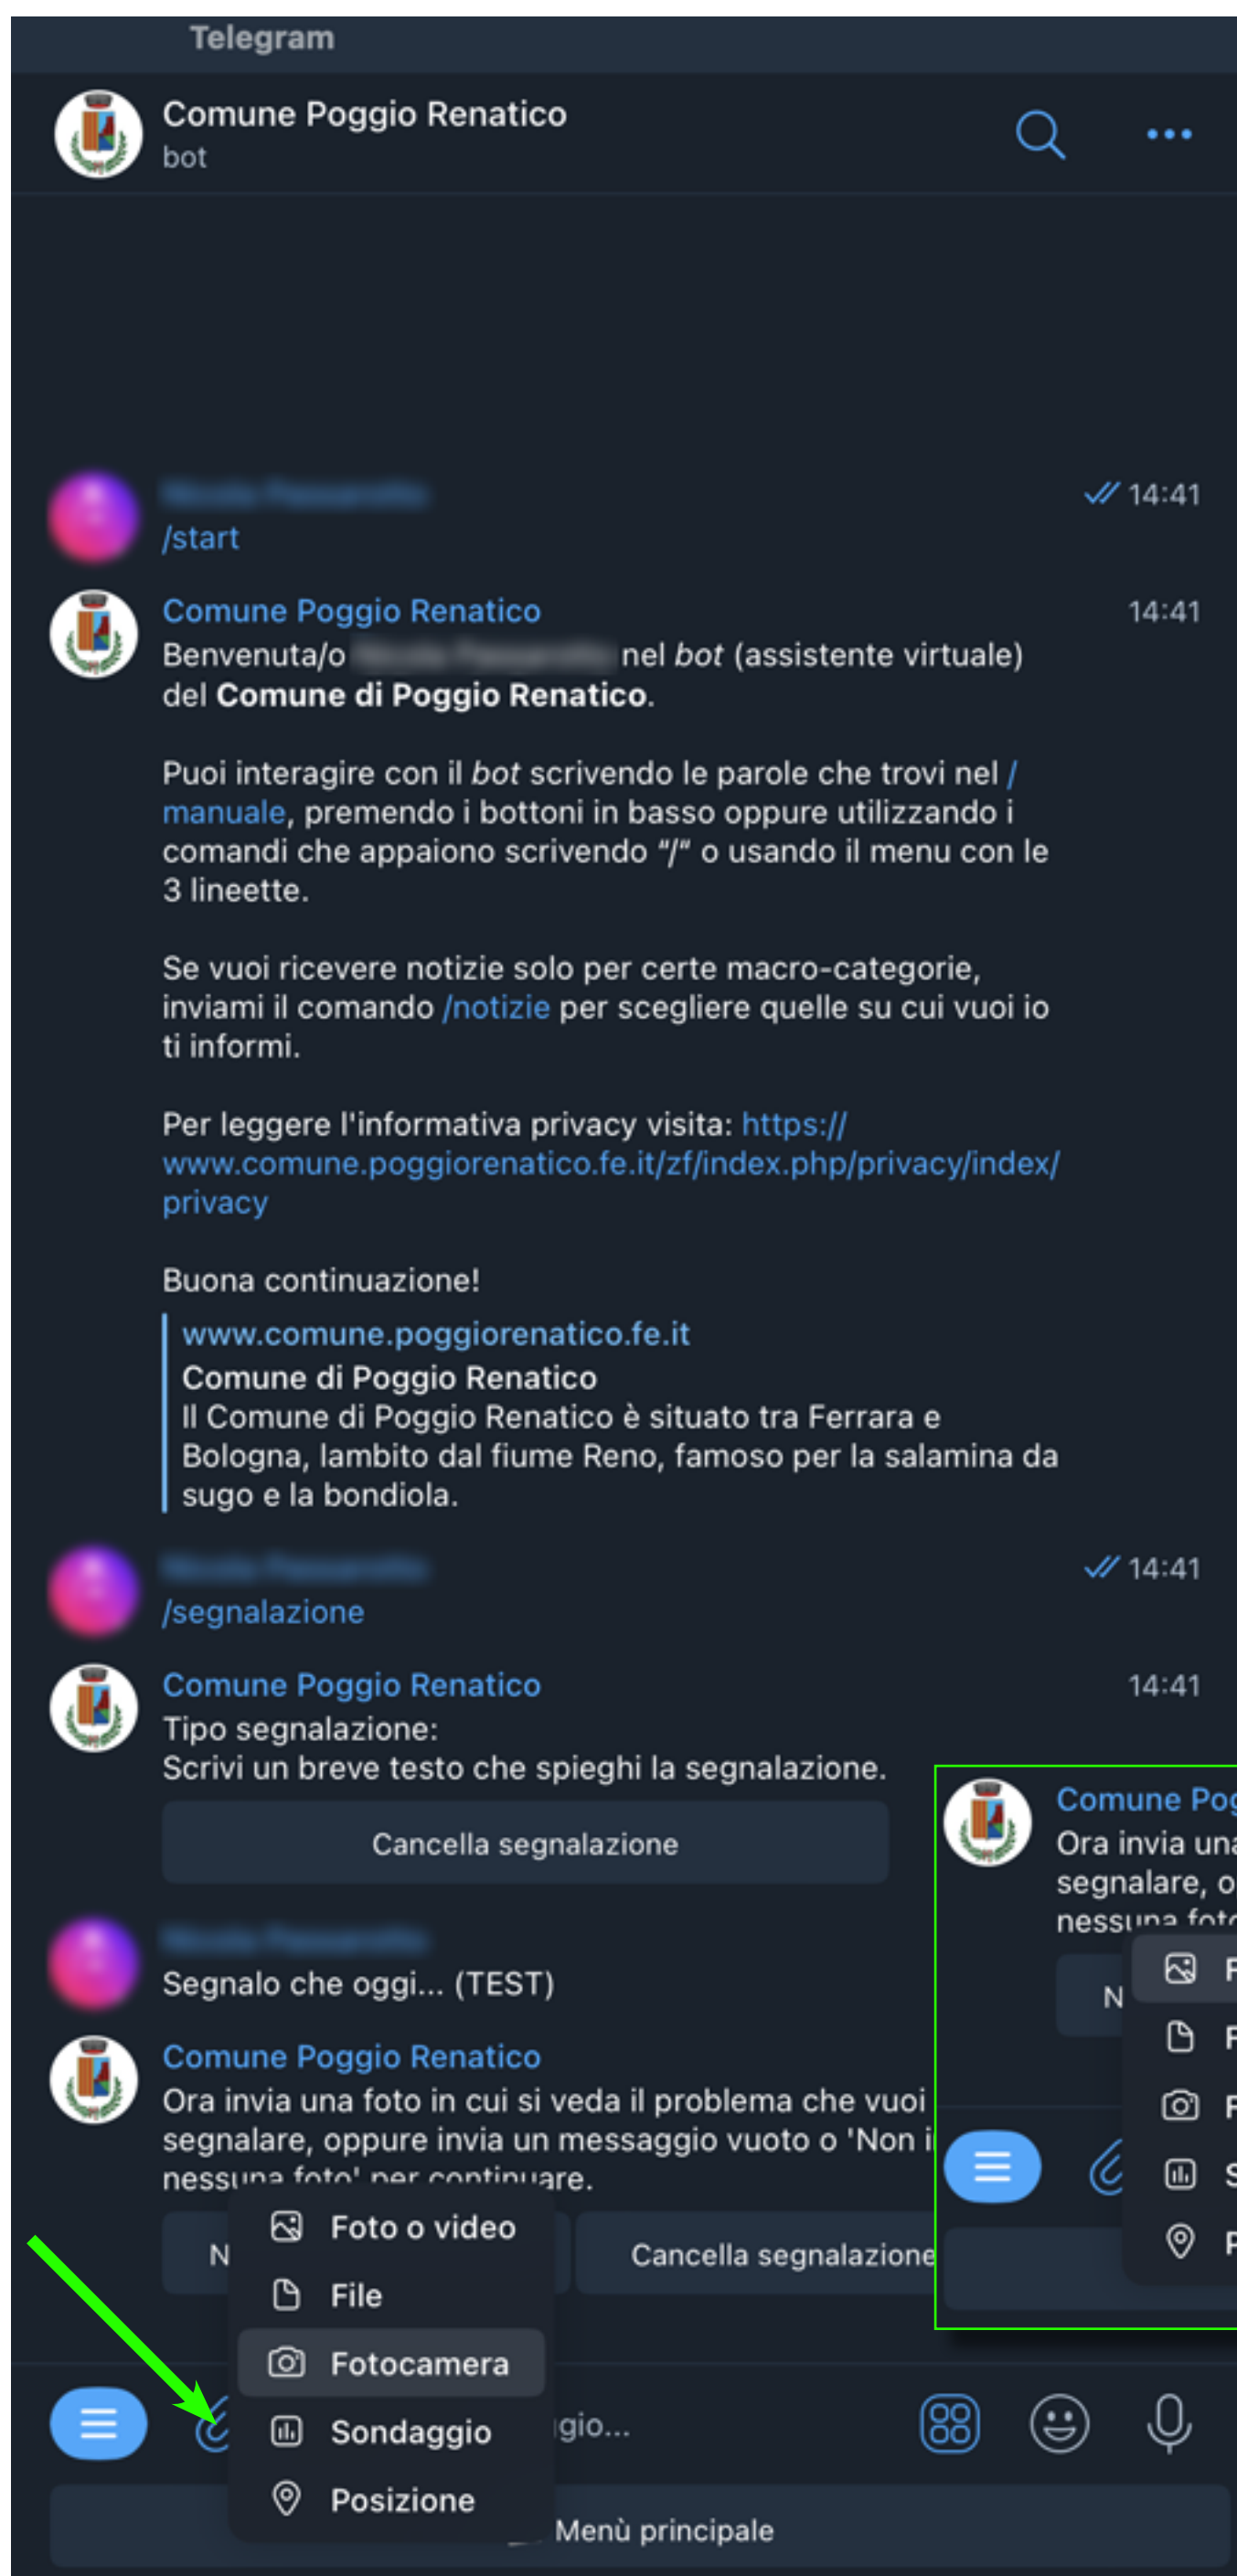 Telegram
Comune Poggio Renatico
bot
14:41
/start
Comune Poggio Renatico
14:41
Benvenuta/o nel bot (assistente virtuale)
del Comune di Poggio Renatico.
Puoi interagire con il bot scrivendo le parole che trovi nel /
manuale, premendo i bottoni in basso oppure utilizzando i
comandi che appaiono scrivendo "/" o usando il menu con le
3 lineette.
Se vuoi ricevere notizie solo per certe macro-categorie,
inviami il comando /notizie per scegliere quelle su cui vuoi io
ti informi.
Per leggere l'informativa privacy visita: https://
www.comune.poggiorenatico.fe.it/zf/index.php/privacy/index/
privacy
Buona continuazione!
www.comune.poggiorenatico.fe.it
Comune di Poggio Renatico
Il Comune di Poggio Renatico è situato tra Ferrara e
Bologna, lambito dal fiume Reno, famoso per la salamina da
sugo e la bondiola.
14:41
/segnalazione
Comune Poggio Renatico
14:41
Tipo segnalazione:
Scrivi un breve testo che spieghi la segnalazione.
Cancella segnalazione
Segnalo che oggi... (TEST)
Comune Poggio Renatico
Ora invia una foto in cui si veda il problema che vuoi
segnalare, oppure invia un messaggio vuoto o 'Non i
nessuna foto' per continuare.
N
Cancella segnalazione
Foto o video
File
Fotocamera
Sondaggio
Posizione
gio...
Menù principale
Comune Pog
Ora invia una
segnalare, o
nessuna foto
N
F
F
F
S
P